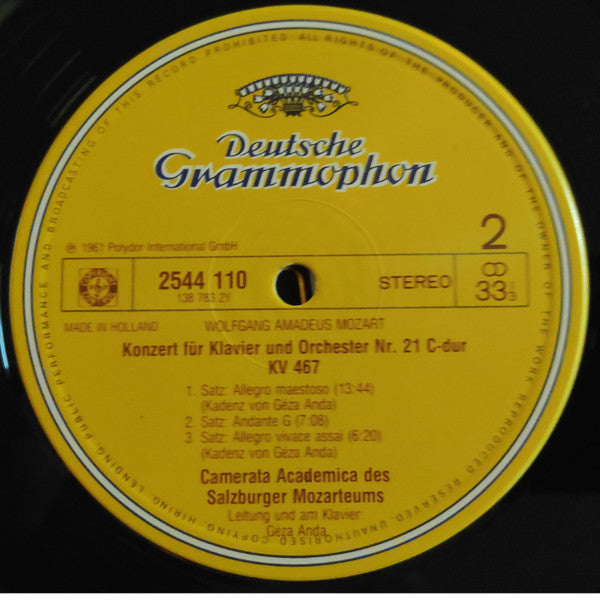 ALL RIGHTS OF THE PRODUCER AND OF THE OWNER OF THE WORK REPRODUCED RESERVED. UNAUTHORISED COPYING, HIRING, LENDING, PUBLIC PERFORMANCE AND BROADCASTING OF THIS RECORD PROHIBITED
Deutsche
Grammophon
℗ 1961 Polydor International GmbH
2
2544 110
138 783 2Y
STEREO
33 1/3
MADE IN HOLLAND
WOLFGANG AMADEUS MOZART
Konzert für Klavier und Orchester Nr. 21 C-dur
KV 467
1. Satz: Allegro maestoso (13:44)
(Kadenz von Géza Anda)
2. Satz: Andante G (7:08)
3. Satz: Allegro vivace assai (6:20)
(Kadenz von Géza Anda)
Camerata Academica des
Salzburger Mozarteums
Leitung und am Klavier:
Géza Anda